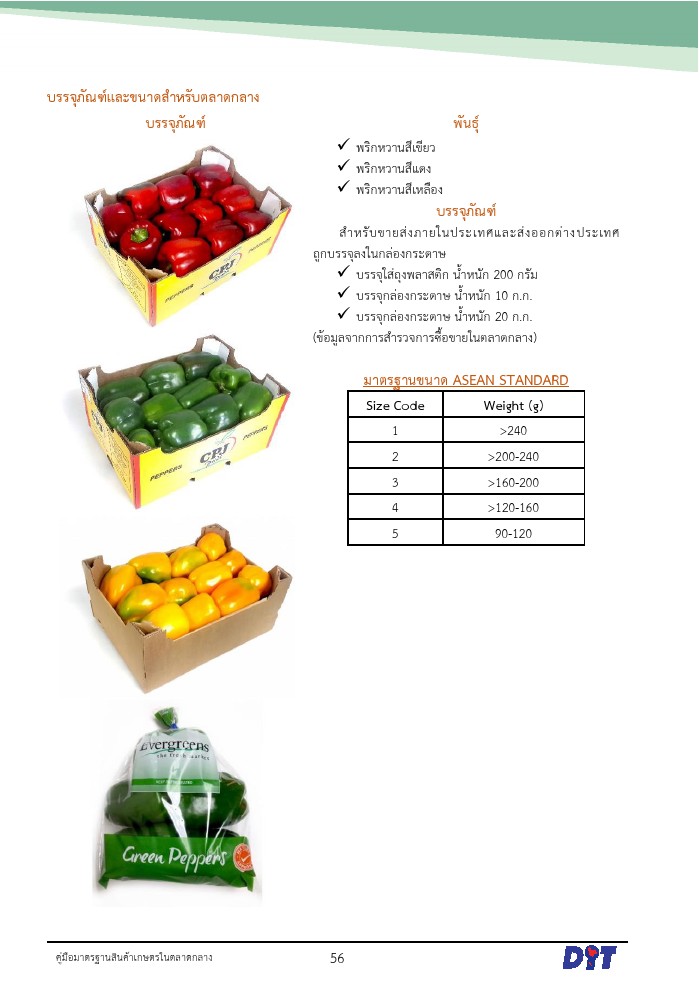 บรรจุภัณฑ์และขนาดสำหรับตลาดกลาง
บรรจุภัณฑ์
CPJ
PEPPERS
PEPPERS
CPJ
PEPPERS
PEPPERS
Evergreens
the fresh market
Green Peppers
พันธุ์
✓ พริกหวานสีเขียว
✓ พริกหวานสีแดง
✓ พริกหวานสีเหลือง
บรรจุภัณฑ์
สำหรับขายส่งภายในประเทศและส่งออกต่างประเทศ
ถูกบรรจุลงในกล่องกระดาษ
✓ บรรจุใส่ถุงพลาสติก น้ำหนัก 200 กรัม
✓ บรรจุกล่องกระดาษ น้ำหนัก 10 ก.ก.
✓ บรรจุกล่องกระดาษ น้ำหนัก 20 ก.ก.
(ข้อมูลจากการสำรวจการซื้อขายในตลาดกลาง)
มาตรฐานขนาด ASEAN STANDARD
Size Code Weight (g)
1 >240
2 >200-240
3 >160-200
4 >120-160
5 90-120
คู่มือมาตรฐานสินค้าเกษตรในตลาดกลาง 56 DIT